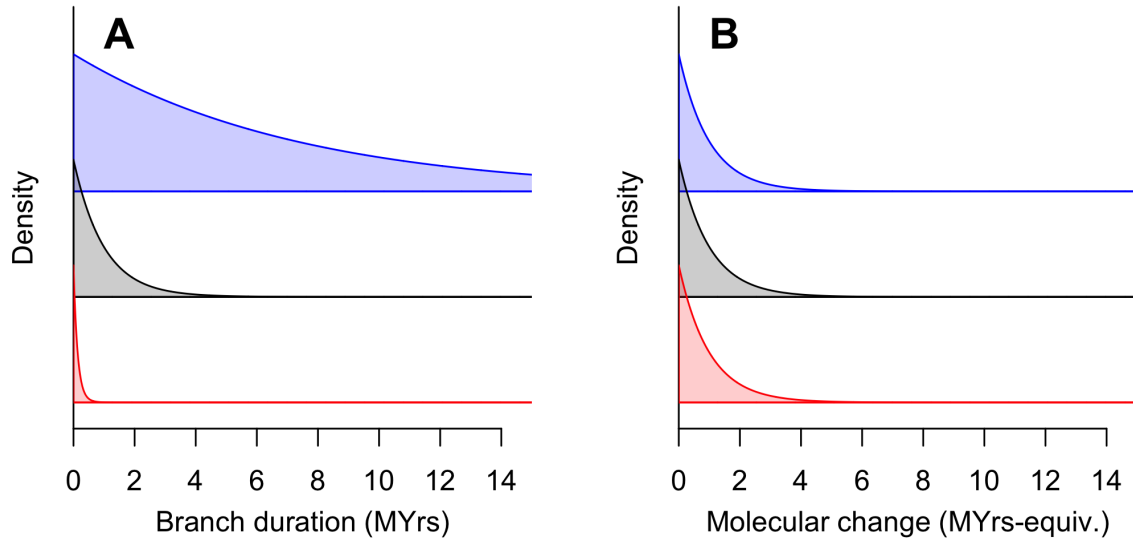 A
Density
0 2 4 6 8 10 12 14
Branch duration (MYrs)
B
Density
0 2 4 6 8 10 12 14
Molecular change (MYrs-equiv.)